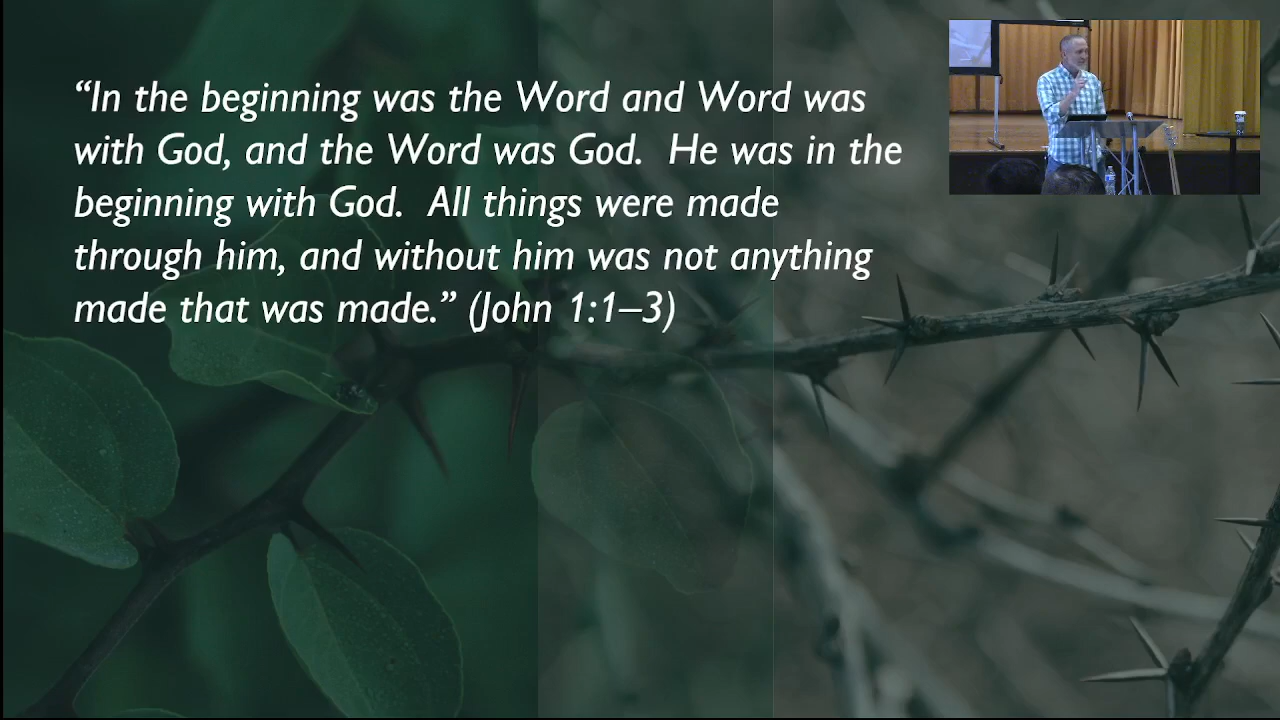 “In the beginning was the Word and Word was
with God, and the Word was God.  He was in the
beginning with God.  All things were made
through him, and without him was not anything
made that was made.” (John 1:1–3)